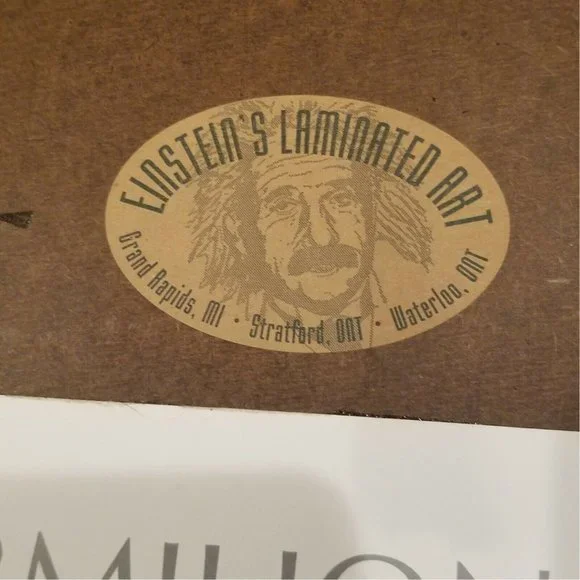 EINSTEIN'S LAMINATED ART
Grand Rapids, MI • Stratford, ONT • Waterloo, ONT